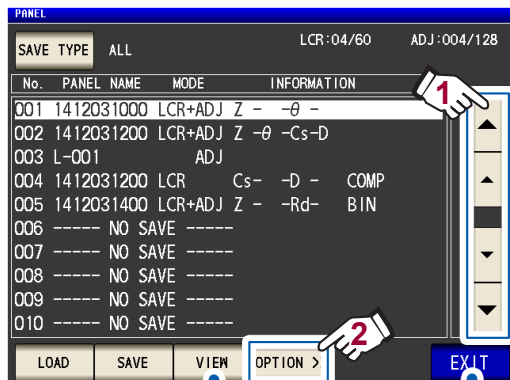 PANEL
SAVE TYPE ALL LCR:04/60 ADJ:004/128
No. PANEL NAME MODE INFORMATION
001 1412031000 LCR+ADJ Z - -θ -
002 1412031200 LCR+ADJ Z -θ -Cs-D
003 L-001 ADJ
004 1412031200 LCR Cs- -D - COMP
005 1412031400 LCR+ADJ Z - -Rd- BIN
006 ----- NO SAVE -----
007 ----- NO SAVE -----
008 ----- NO SAVE -----
009 ----- NO SAVE -----
010 ----- NO SAVE -----
1
2
LOAD SAVE VIEW OPTION > EXIT